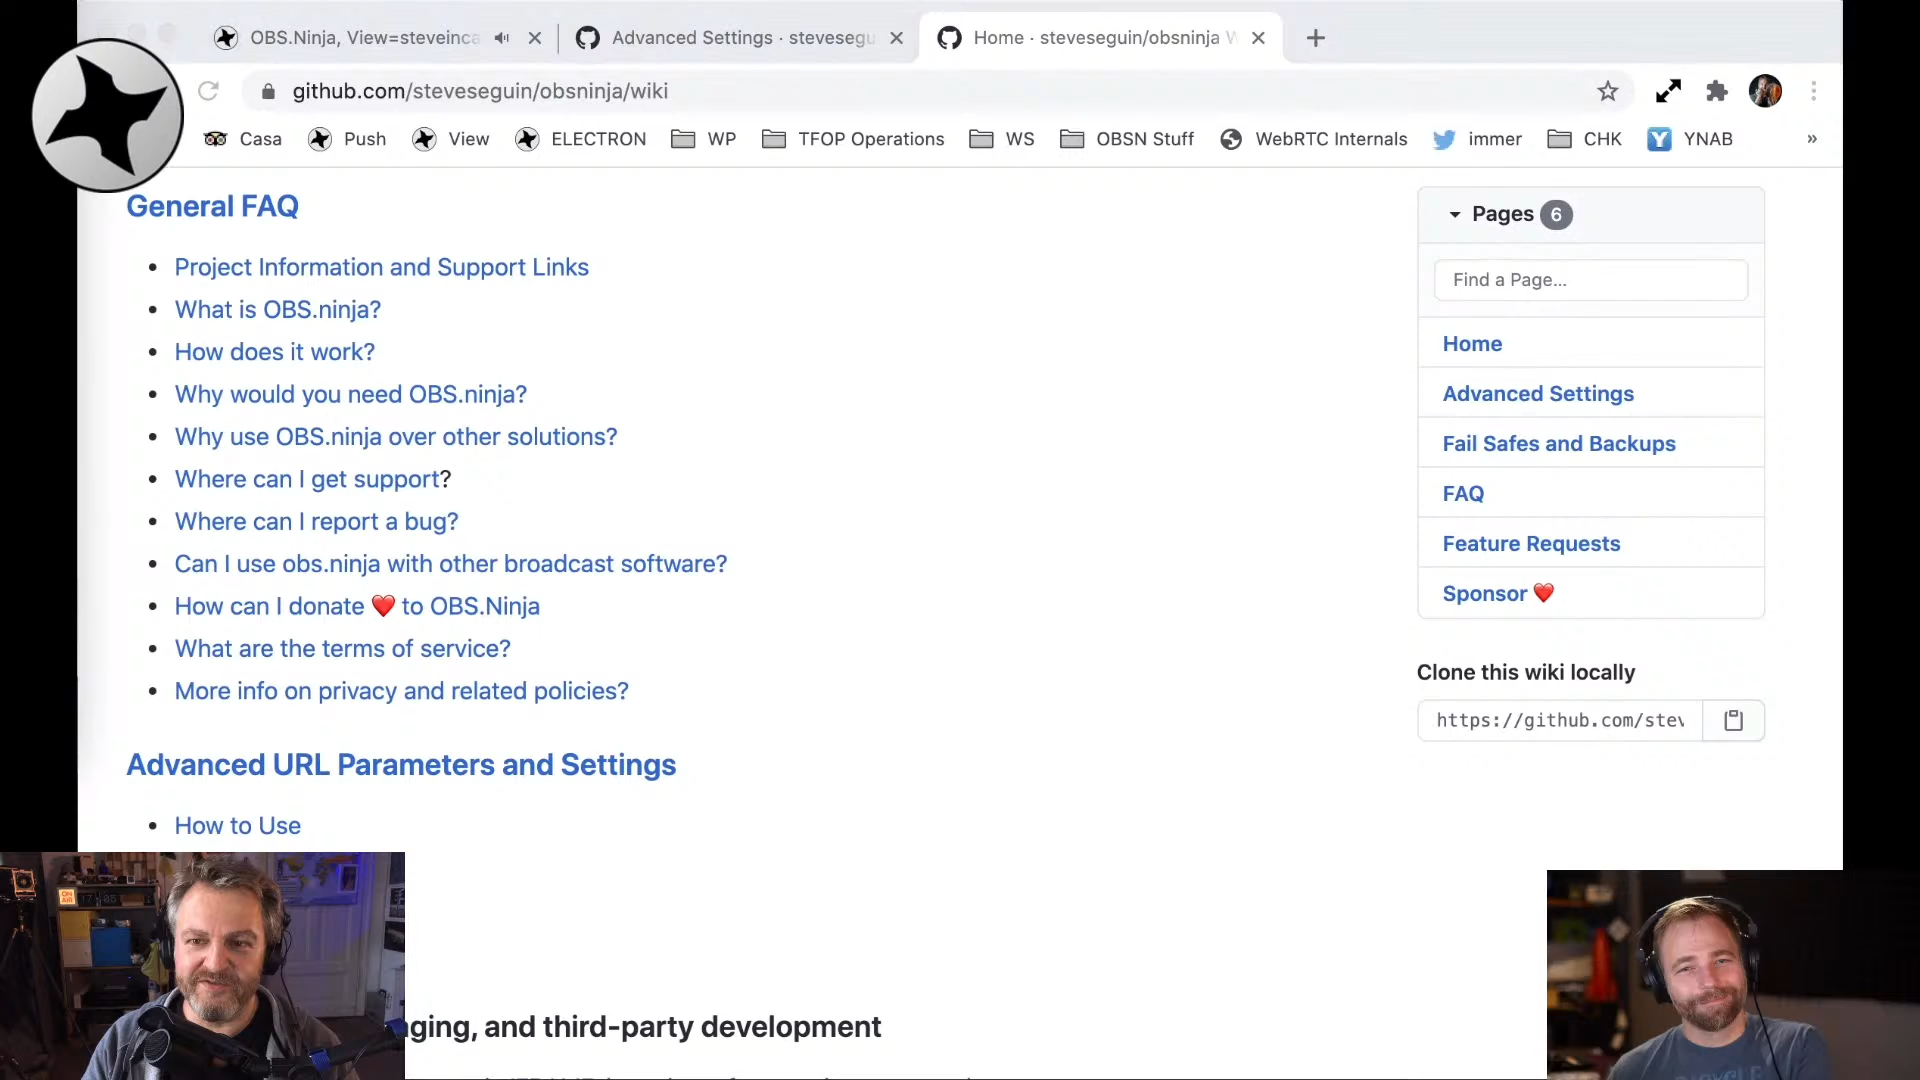 OBS.Ninja, View=steveinca
Advanced Settings · stevesegu
Home · steveseguin/obsninja W
github.com/steveseguin/obsninja/wiki
Casa Push View ELECTRON WP TFOP Operations WS OBSN Stuff WebRTC Internals immer CHK YNAB »
General FAQ
Project Information and Support Links
What is OBS.ninja?
How does it work?
Why would you need OBS.ninja?
Why use OBS.ninja over other solutions?
Where can I get support?
Where can I report a bug?
Can I use obs.ninja with other broadcast software?
How can I donate ❤️ to OBS.Ninja
What are the terms of service?
More info on privacy and related policies?
Advanced URL Parameters and Settings
How to Use
ging, and third-party development
Pages 6
Find a Page...
Home
Advanced Settings
Fail Safes and Backups
FAQ
Feature Requests
Sponsor ❤️
Clone this wiki locally
https://github.com/stev
ON AIR